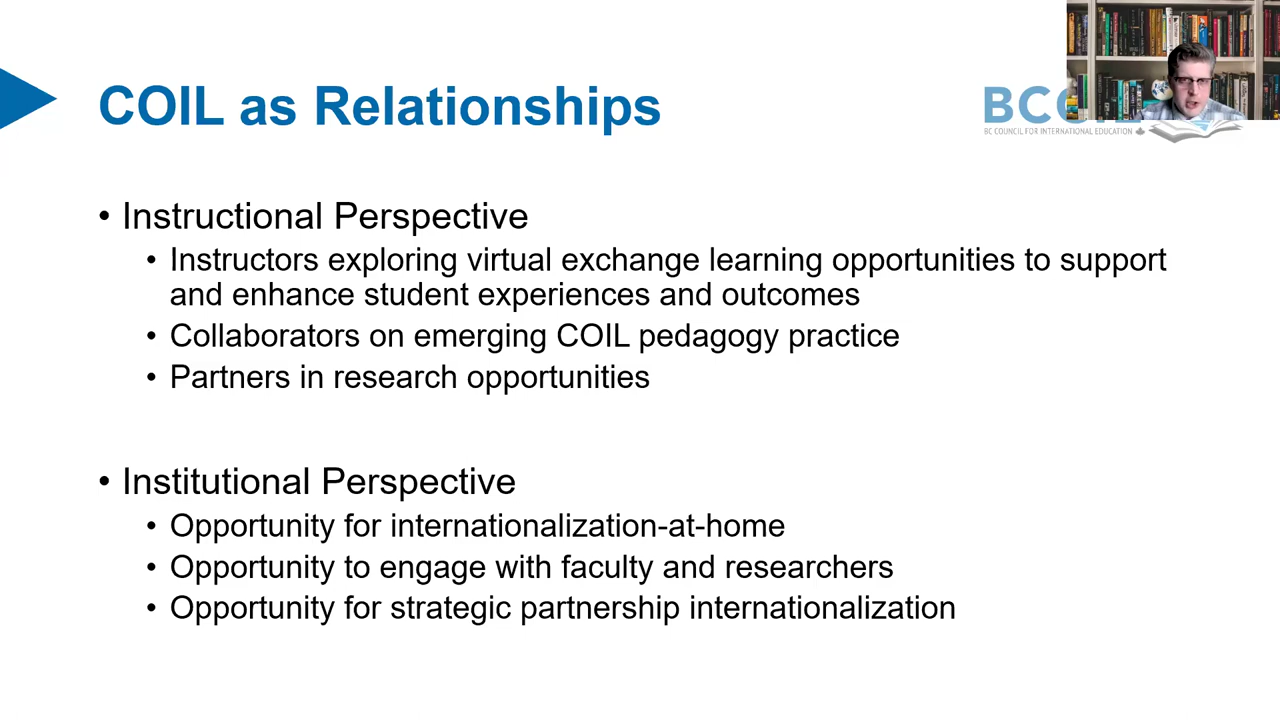 COIL as Relationships
BC COUNCIL FOR INTERNATIONAL EDUCATION
• Instructional Perspective
• Instructors exploring virtual exchange learning opportunities to support
and enhance student experiences and outcomes
• Collaborators on emerging COIL pedagogy practice
• Partners in research opportunities
• Institutional Perspective
• Opportunity for internationalization-at-home
• Opportunity to engage with faculty and researchers
• Opportunity for strategic partnership internationalization